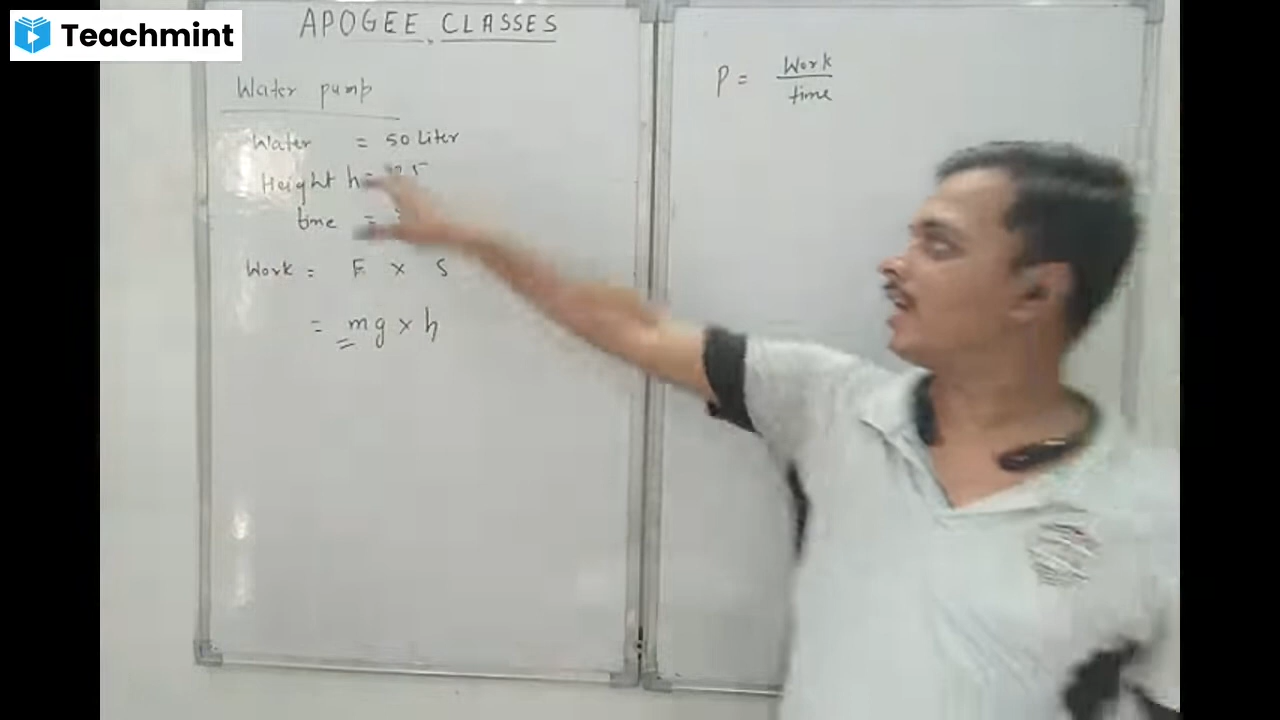 Teachmint
APOGEE CLASSES
Water pump
Water = 50 Liter
Height h=
time =
Work = F × S
= mg × h
P = Work
time